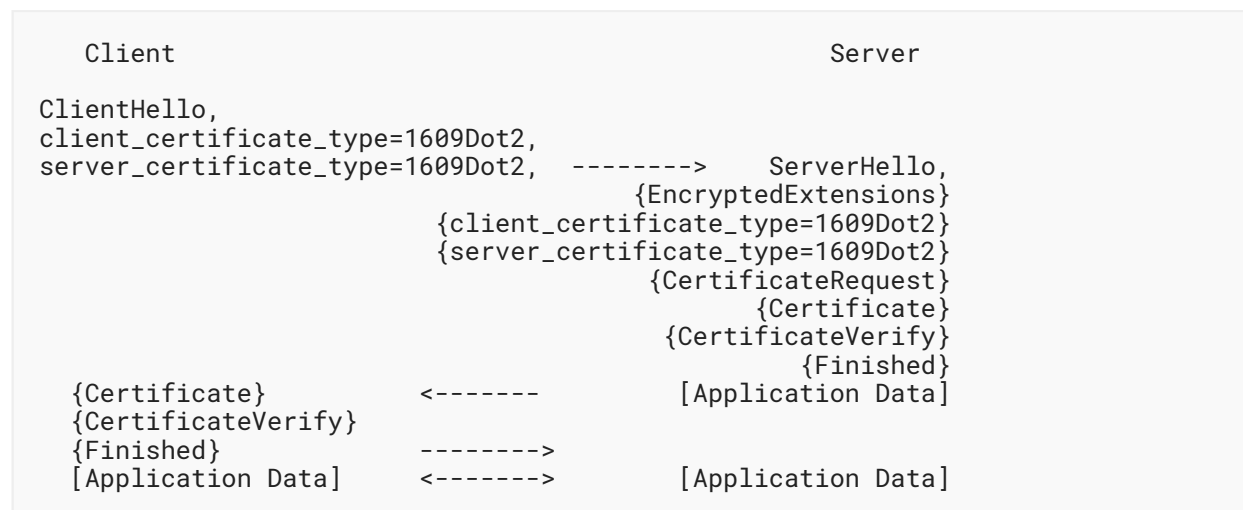 Client                                           Server
ClientHello,
client_certificate_type=1609Dot2,
server_certificate_type=1609Dot2,  -------->    ServerHello,
                                        {EncryptedExtensions}
                           {client_certificate_type=1609Dot2}
                           {server_certificate_type=1609Dot2}
                                         {CertificateRequest}
                                                {Certificate}
                                          {CertificateVerify}
                                                   {Finished}
  {Certificate}           <-------         [Application Data]
  {CertificateVerify}
  {Finished}              -------->
  [Application Data]      <------->        [Application Data]